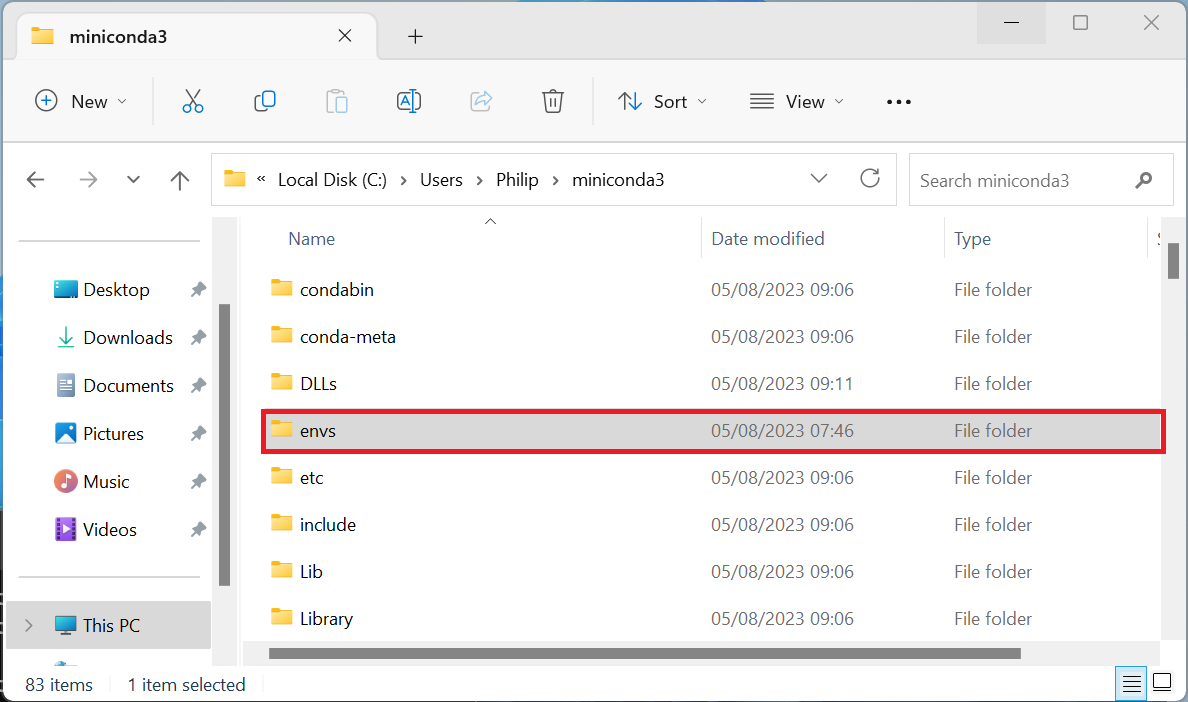 miniconda3
New
Sort
View
« Local Disk (C:) > Users > Philip > miniconda3
Search miniconda3
Name Date modified Type
Desktop
Downloads
Documents
Pictures
Music
Videos
This PC
condabin 05/08/2023 09:06 File folder
conda-meta 05/08/2023 09:06 File folder
DLLs 05/08/2023 09:11 File folder
envs 05/08/2023 07:46 File folder
etc 05/08/2023 09:06 File folder
include 05/08/2023 09:06 File folder
Lib 05/08/2023 09:06 File folder
Library 05/08/2023 09:06 File folder
83 items 1 item selected